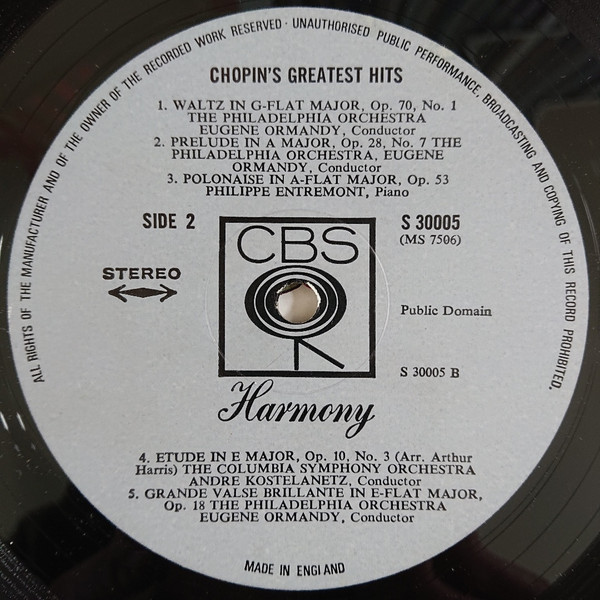 ALL RIGHTS OF THE MANUFACTURER AND OF THE OWNER OF THE RECORDED WORK RESERVED · UNAUTHORISED PUBLIC PERFORMANCE, BROADCASTING AND COPYING OF THIS RECORD PROHIBITED.
CHOPIN'S GREATEST HITS
1. WALTZ IN G-FLAT MAJOR, Op. 70, No. 1
THE PHILADELPHIA ORCHESTRA
EUGENE ORMANDY, Conductor
2. PRELUDE IN A MAJOR, Op. 28, No. 7 THE
PHILADELPHIA ORCHESTRA, EUGENE
ORMANDY, Conductor
3. POLONAISE IN A-FLAT MAJOR, Op. 53
PHILIPPE ENTREMONT, Piano
SIDE 2
CBS
S 30005
(MS 7506)
STEREO
Public Domain
S 30005 B
Harmony
4. ETUDE IN E MAJOR, Op. 10, No. 3 (Arr. Arthur
Harris) THE COLUMBIA SYMPHONY ORCHESTRA
ANDRE KOSTELANETZ, Conductor
5. GRANDE VALSE BRILLANTE IN E-FLAT MAJOR,
Op. 18 THE PHILADELPHIA ORCHESTRA
EUGENE ORMANDY, Conductor
MADE IN ENGLAND